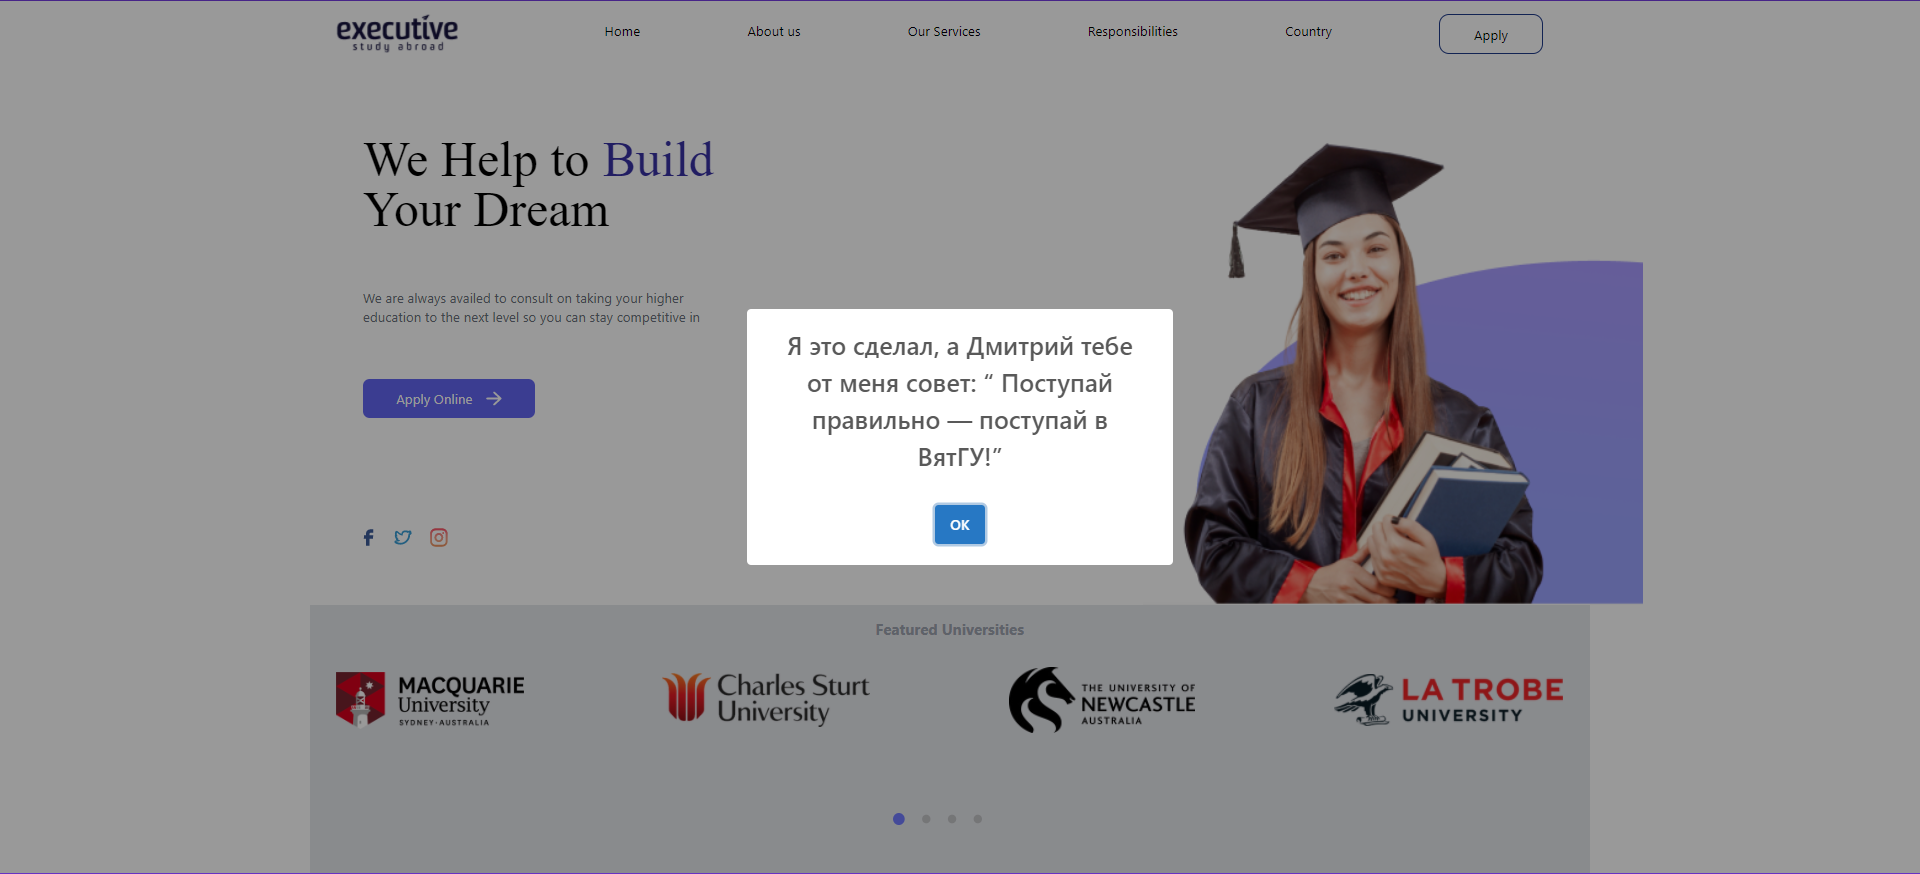 executive
study abroad
Home
About us
Our Services
Responsibilities
Country
Apply
We Help to Build
Your Dream
We are always availed to consult on taking your higher
education to the next level so you can stay competitive in
Apply Online
Я это сделал, а Дмитрий тебе
от меня совет: “ Поступай
правильно — поступай в
ВятГУ!”
OK
Featured Universities
MACQUARIE
University
SYDNEY·AUSTRALIA
Charles Sturt
University
THE UNIVERSITY OF
NEWCASTLE
AUSTRALIA
LA TROBE
UNIVERSITY